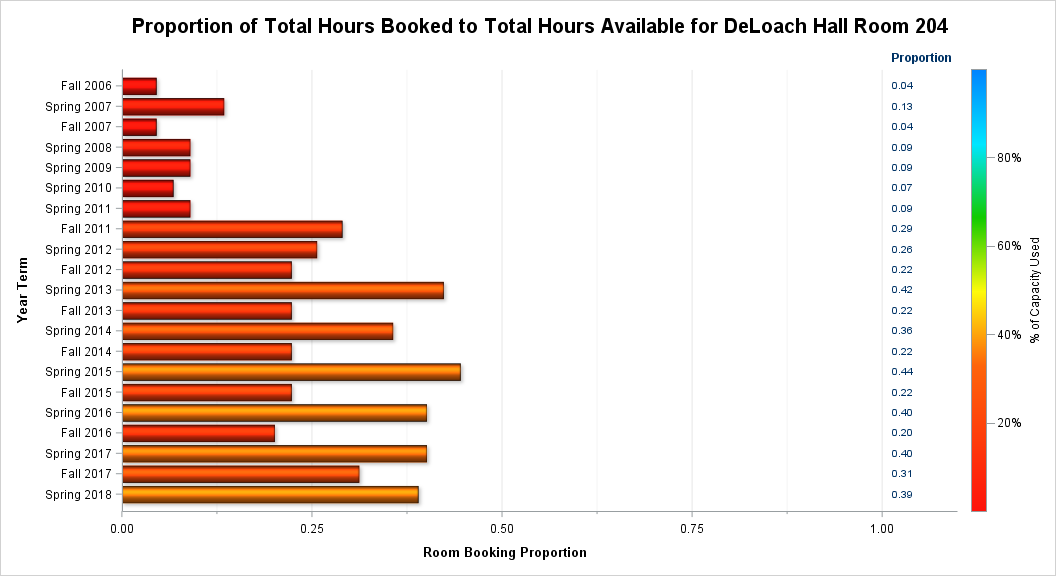 Proportion of Total Hours Booked to Total Hours Available for DeLoach Hall Room 204
Proportion
Fall 2006 0.04
Spring 2007 0.13
Fall 2007 0.04
Spring 2008 0.09
Spring 2009 0.09
Spring 2010 0.07
Spring 2011 0.09
Fall 2011 0.29
Spring 2012 0.26
Fall 2012 0.22
Spring 2013 0.42
Fall 2013 0.22
Spring 2014 0.36
Fall 2014 0.22
Spring 2015 0.44
Fall 2015 0.22
Spring 2016 0.40
Fall 2016 0.20
Spring 2017 0.40
Fall 2017 0.31
Spring 2018 0.39
Year Term
0.00 0.25 0.50 0.75 1.00
Room Booking Proportion
80%
60%
40%
20%
% of Capacity Used